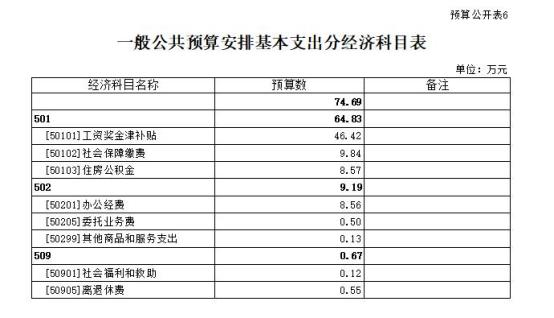 预算公开表6
一般公共预算安排基本支出分经济科目表
单位：万元
经济科目名称 预算数 备注
74.69
501 64.83
[50101]工资奖金津补贴 46.42
[50102]社会保障缴费 9.84
[50103]住房公积金 8.57
502 9.19
[50201]办公经费 8.56
[50205]委托业务费 0.50
[50299]其他商品和服务支出 0.13
509 0.67
[50901]社会福利和救助 0.12
[50905]离退休费 0.55